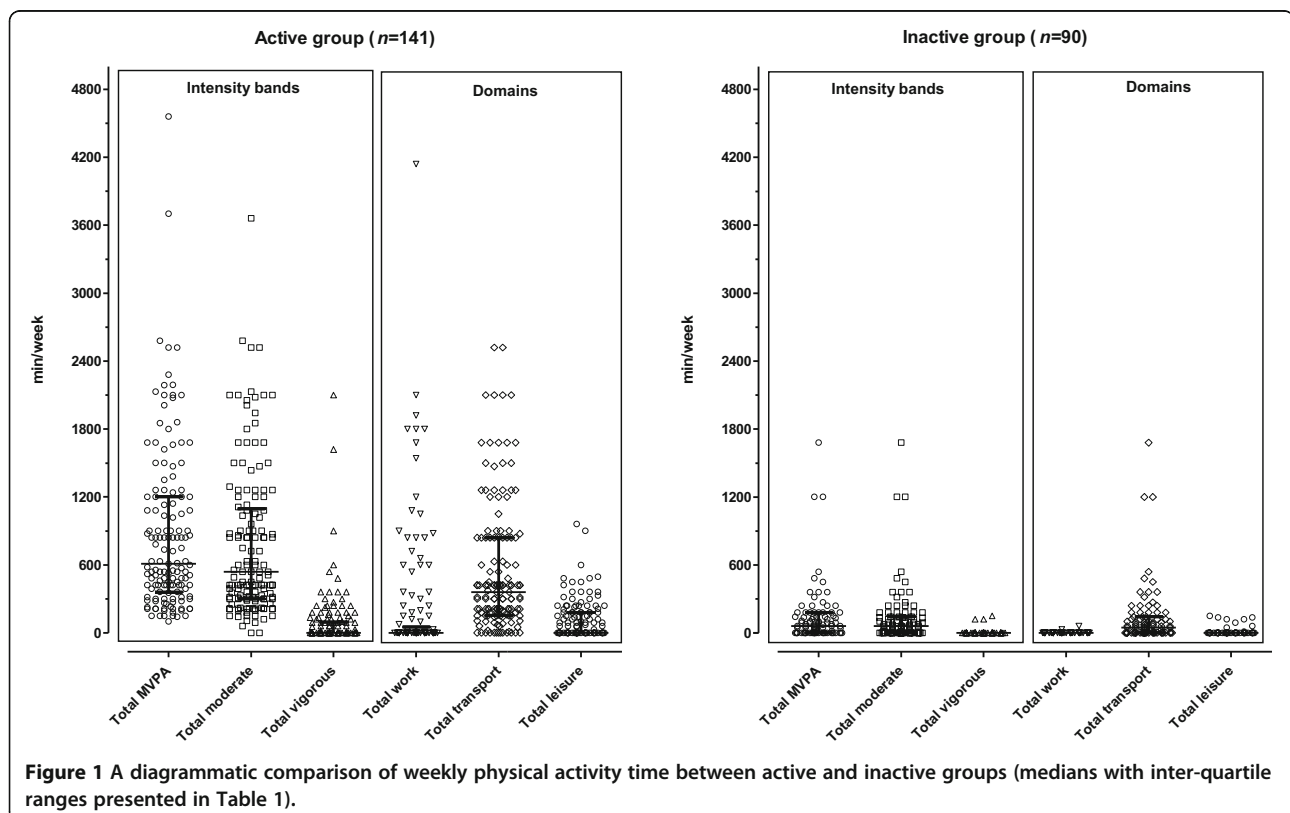 Active group ( n=141)
Inactive group ( n=90)
Intensity bands
Domains
Intensity bands
Domains
min/week
4800
4200
3600
3000
2400
1800
1200
600
0
Total MVPA
Total moderate
Total vigorous
Total work
Total transport
Total leisure
min/week
4800
4200
3600
3000
2400
1800
1200
600
0
Total MVPA
Total moderate
Total vigorous
Total work
Total transport
Total leisure
Figure 1 A diagrammatic comparison of weekly physical activity time between active and inactive groups (medians with inter-quartile
ranges presented in Table 1).